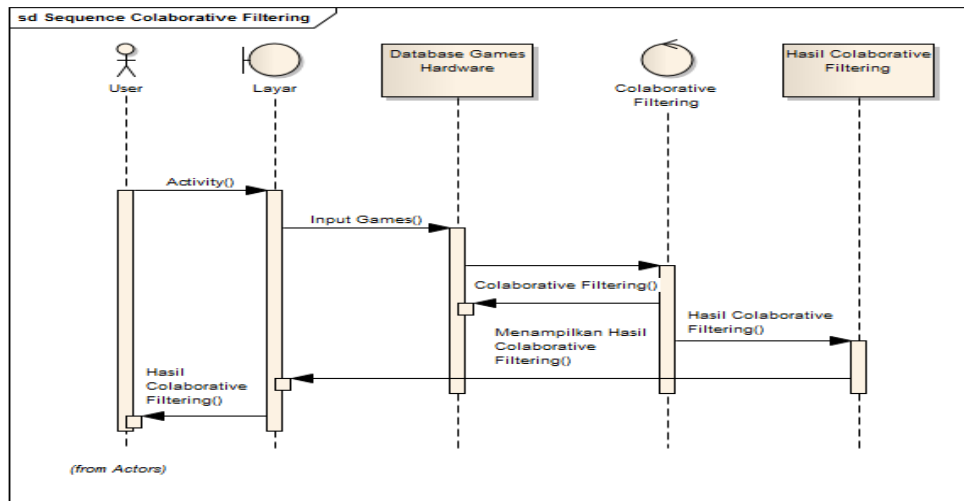 sd Sequence Colaborative Filtering
User
Layar
Database Games
Hardware
Colaborative
Filtering
Hasil Colaborative
Filtering
Activity()
Input Games()
Colaborative Filtering()
Hasil Colaborative
Filtering()
Menampilkan Hasil
Colaborative
Filtering()
Hasil
Colaborative
Filtering()
(from Actors)